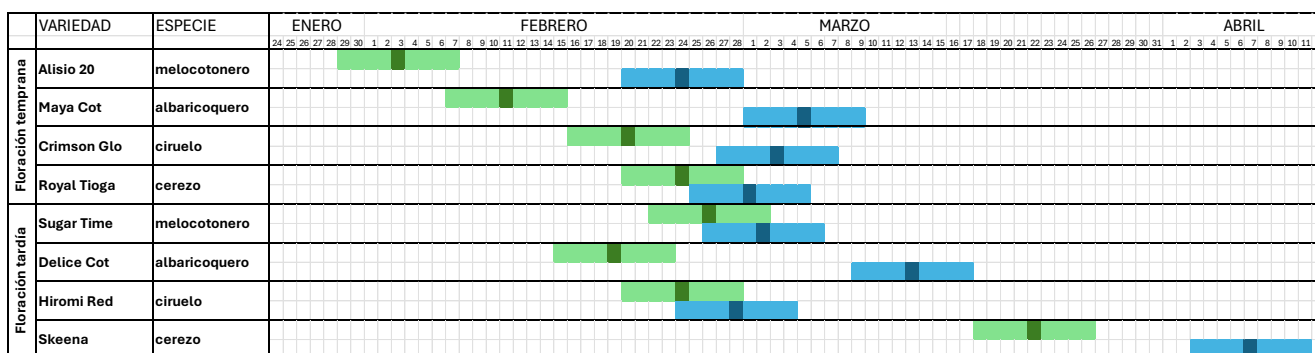 VARIEDAD ESPECIE ENERO FEBRERO MARZO ABRIL
24 25 26 27 28 29 30 1 2 3 4 5 6 7 8 9 10 11 12 13 14 15 16 17 18 19 20 21 22 23 24 25 26 27 28 1 2 3 4 5 6 7 8 9 10 11 12 13 14 15 16 17 18 19 20 21 22 23 24 25 26 27 28 29 30 31 1 2 3 4 5 6 7 8 9 10 11
Floración temprana
Alisio 20 melocotonero
Maya Cot albaricoquero
Crimson Glo ciruelo
Royal Tioga cerezo
Floración tardía
Sugar Time melocotonero
Delice Cot albaricoquero
Hiromi Red ciruelo
Skeena cerezo